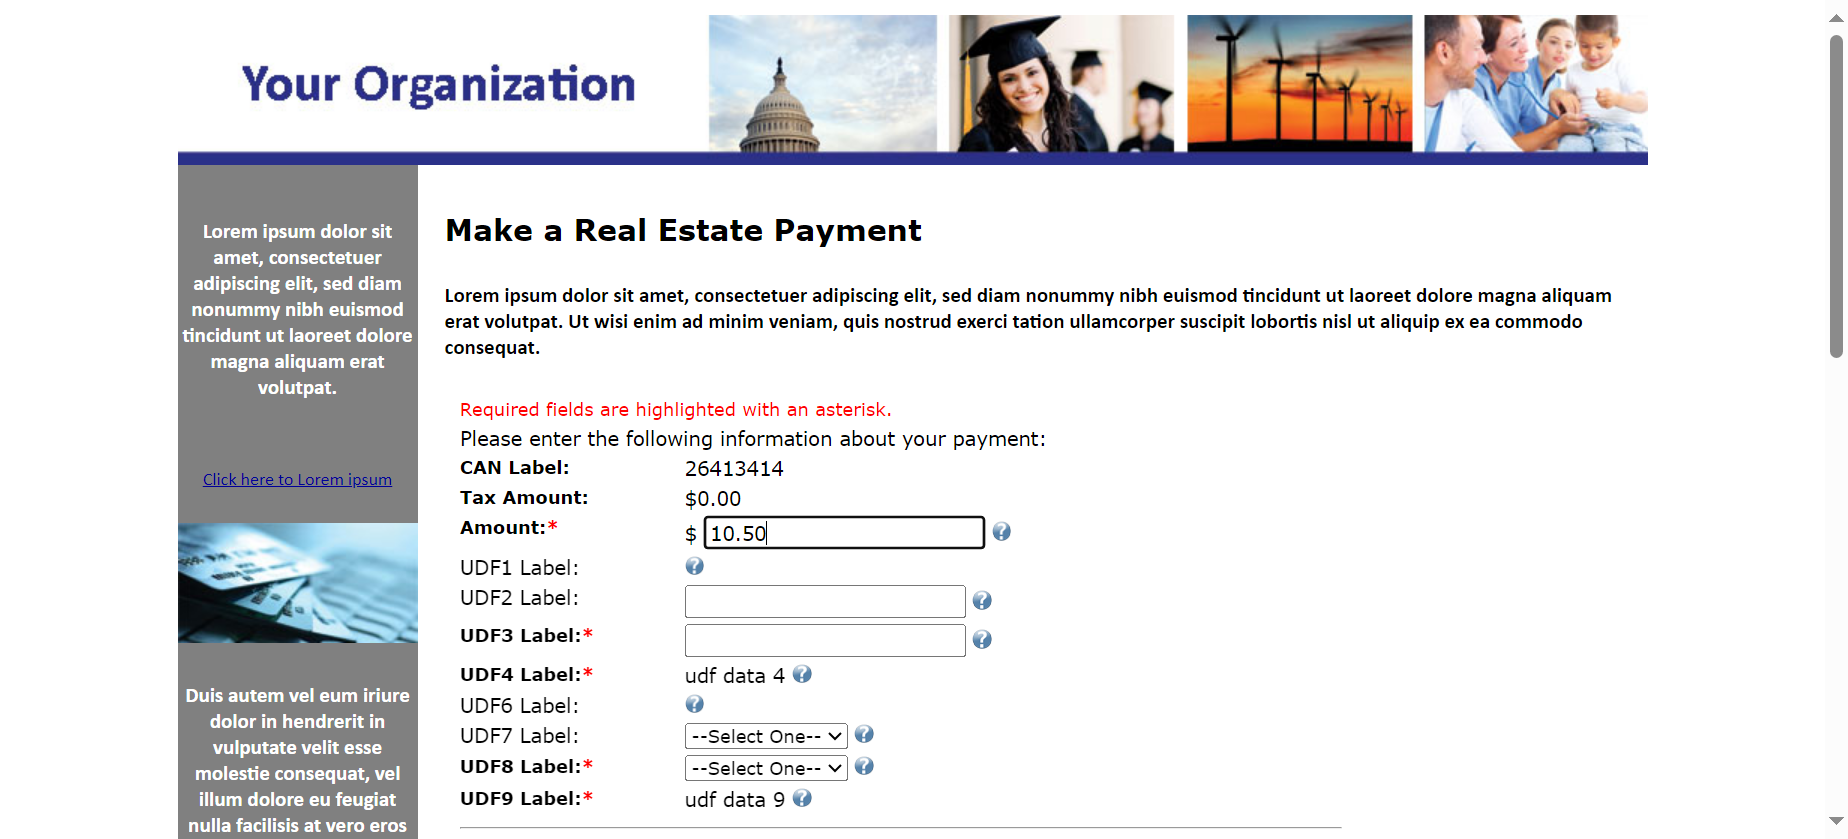 Your Organization
Lorem ipsum dolor sit
amet, consectetuer
adipiscing elit, sed diam
nonummy nibh euismod
tincidunt ut laoreet dolore
magna aliquam erat
volutpat.
Click here to Lorem ipsum
Duis autem vel eum iriure
dolor in hendrerit in
vulputate velit esse
molestie consequat, vel
illum dolore eu feugiat
nulla facilisis at vero eros
Make a Real Estate Payment
Lorem ipsum dolor sit amet, consectetuer adipiscing elit, sed diam nonummy nibh euismod tincidunt ut laoreet dolore magna aliquam
erat volutpat. Ut wisi enim ad minim veniam, quis nostrud exerci tation ullamcorper suscipit lobortis nisl ut aliquip ex ea commodo
consequat.
Required fields are highlighted with an asterisk.
Please enter the following information about your payment:
CAN Label: 26413414
Tax Amount: $0.00
Amount:* $ 10.50 ?
UDF1 Label: ?
UDF2 Label: ?
UDF3 Label:* ?
UDF4 Label:* udf data 4 ?
UDF6 Label: ?
UDF7 Label: --Select One-- ?
UDF8 Label:* --Select One-- ?
UDF9 Label:* udf data 9 ?